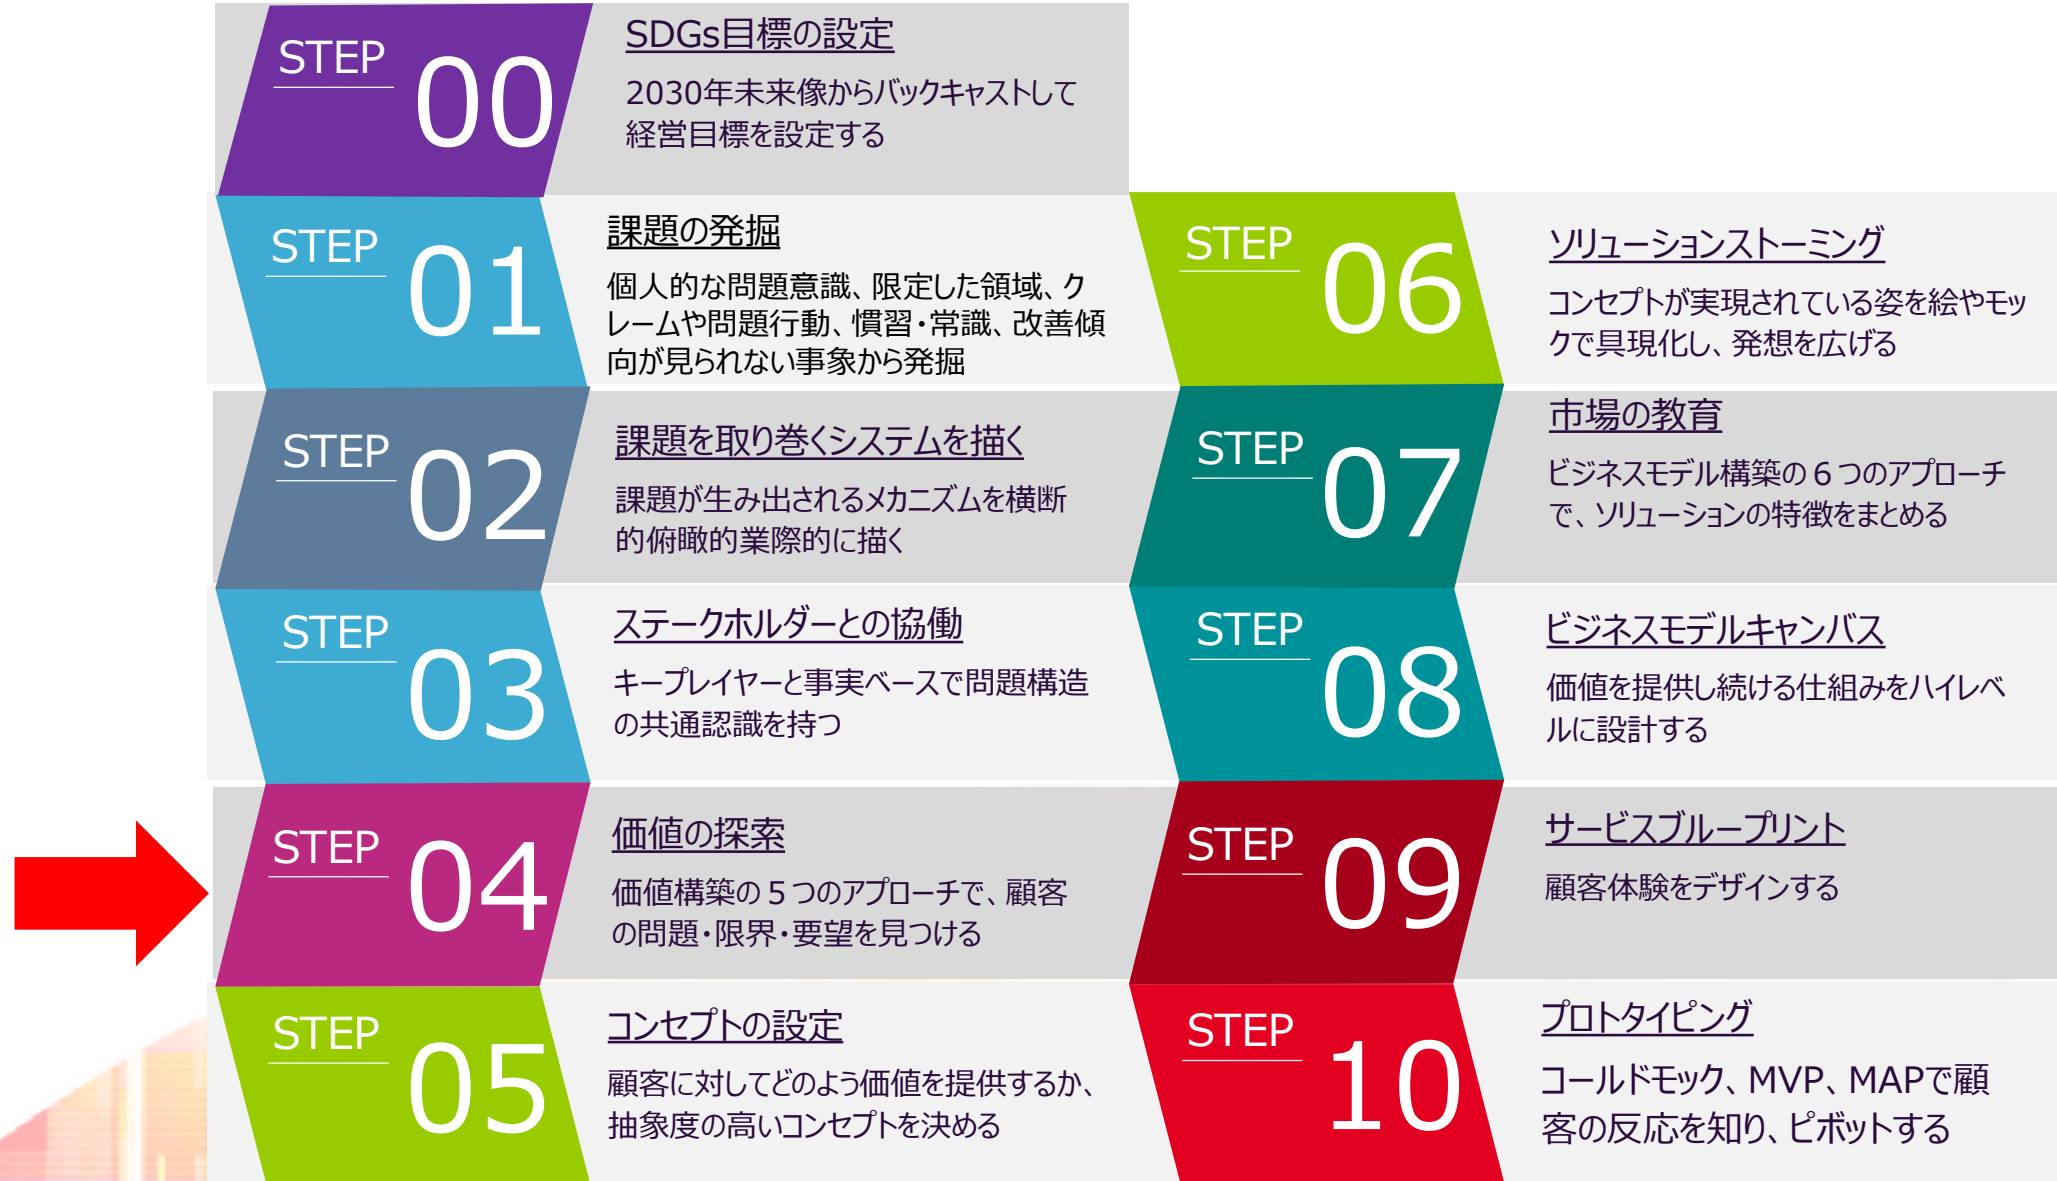 STEP
00
SDGs目標の設定
2030年未来像からバックキャストして
経営目標を設定する
STEP
01
課題の発掘
個人的な問題意識、限定した領域、ク
レームや問題行動、慣習・常識、改善傾
向が見られない事象から発掘
STEP
02
課題を取り巻くシステムを描く
課題が生み出されるメカニズムを横断
的俯瞰的業際的に描く
STEP
03
ステークホルダーとの協働
キープレイヤーと事実ベースで問題構造
の共通認識を持つ
STEP
04
価値の探索
価値構築の５つのアプローチで、顧客
の問題・限界・要望を見つける
STEP
05
コンセプトの設定
顧客に対してどのよう価値を提供するか、
抽象度の高いコンセプトを決める
STEP
06
ソリューションストーミング
コンセプトが実現されている姿を絵やモッ
クで具現化し、発想を広げる
STEP
07
市場の教育
ビジネスモデル構築の６つのアプローチ
で、ソリューションの特徴をまとめる
STEP
08
ビジネスモデルキャンバス
価値を提供し続ける仕組みをハイレベ
ルに設計する
STEP
09
サービスブループリント
顧客体験をデザインする
STEP
10
プロトタイピング
コールドモック、MVP、MAPで顧
客の反応を知り、ピボットする